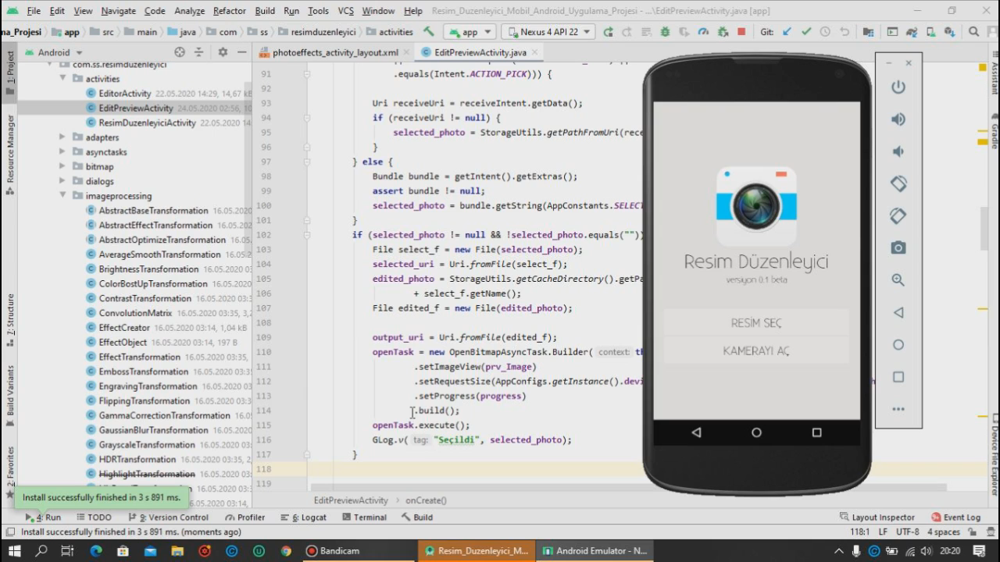 File Edit View Navigate Code Analyze Refactor Build Run Tools VCS Window Help Resim_Duzenleyici_Mobil_Android_Uygulama_Projesi - ...\EditPreviewActivity.java [app]
ma_Projesi app src main java com ss resimduzenleyici activities app Nexus 4 API 22 Git:
Android
photoeffects_activity_layout.xml EditPreviewActivity.java
1: Project
Resource Manager
7: Structure
Build Variants
2: Favorites
com.ss.resimduzenleyici
activities
EditorActivity 22.05.2020 14:29, 14,67 kB
EditPreviewActivity 24.05.2020 02:56, 10
ResimDuzenleyiciActivity 22.05.2020 14
adapters
asynctasks
bitmap
dialogs
imageprocessing
AbstractBaseTransformation 16.05.2020
AbstractEffectTransformation 16.05.2020
AbstractOptimizeTransformation 16.05.
AverageSmoothTransformation 16.05.20
BrightnessTransformation 16.05.2020 03
ColorBostUpTransformation 16.05.2020
ContrastTransformation 16.05.2020 03:3
ConvolutionMatrix 16.05.2020 03:35,
EffectCreator 16.05.2020 03:14, 1,04 kB
EffectObject 16.05.2020 03:14, 197 B
EffectTransformation 16.05.2020 03:14,
EmbossTransformation 16.05.2020 03:35
EngravingTransformation 16.05.2020 03:
FlippingTransformation 16.05.2020 03:3
GammaCorrectionTransformation 16.05.
GaussianBlurTransformation 16.05.2020
GrayscaleTransformation 16.05.2020 03:
HDRTransformation 16.05.2020 03:35,
HighlightTransformation 16.05.2020 03:
91 .equals(Intent.ACTION_PICK))) {
92
93 Uri receiveUri = receiveIntent.getData();
94 if (receiveUri != null) {
95 selected_photo = StorageUtils.getPathFromUri(rece
96 }
97 } else {
98 Bundle bundle = getIntent().getExtras();
99 assert bundle != null;
100 selected_photo = bundle.getString(AppConstants.SELEC
101 }
102 if (selected_photo != null && !selected_photo.equals(""))
103 File select_f = new File(selected_photo);
104 selected_uri = Uri.fromFile(select_f);
105 edited_photo = StorageUtils.getCacheDirectory().getPa
106 + select_f.getName();
107 File edited_f = new File(edited_photo);
108
109 output_uri = Uri.fromFile(edited_f);
110 openTask = new OpenBitmapAsyncTask.Builder( context: th
111 .setImageView(prv_Image)
112 .setRequestSize(AppConfigs.getInstance().devi
113 .setProgress(progress)
114 .build();
115 openTask.execute();
116 GLog.v( tag: "Seçildi", selected_photo);
117 }
118
119
EditPreviewActivity onCreate()
Resim Düzenleyici
versiyon 0.1 beta
RESİM SEÇ
KAMERAYI AÇ
Assistant
Gradle
Device File Explorer
Install successfully finished in 3 s 891 ms.
4: Run TODO 9: Version Control Profiler 6: Logcat Terminal Build Layout Inspector Event Log
Install successfully finished in 3 s 891 ms. (moments ago) 118:1 LF UTF-8 4 spaces
Bandicam Resim_Duzenleyici_M... Android Emulator - N... 20:20